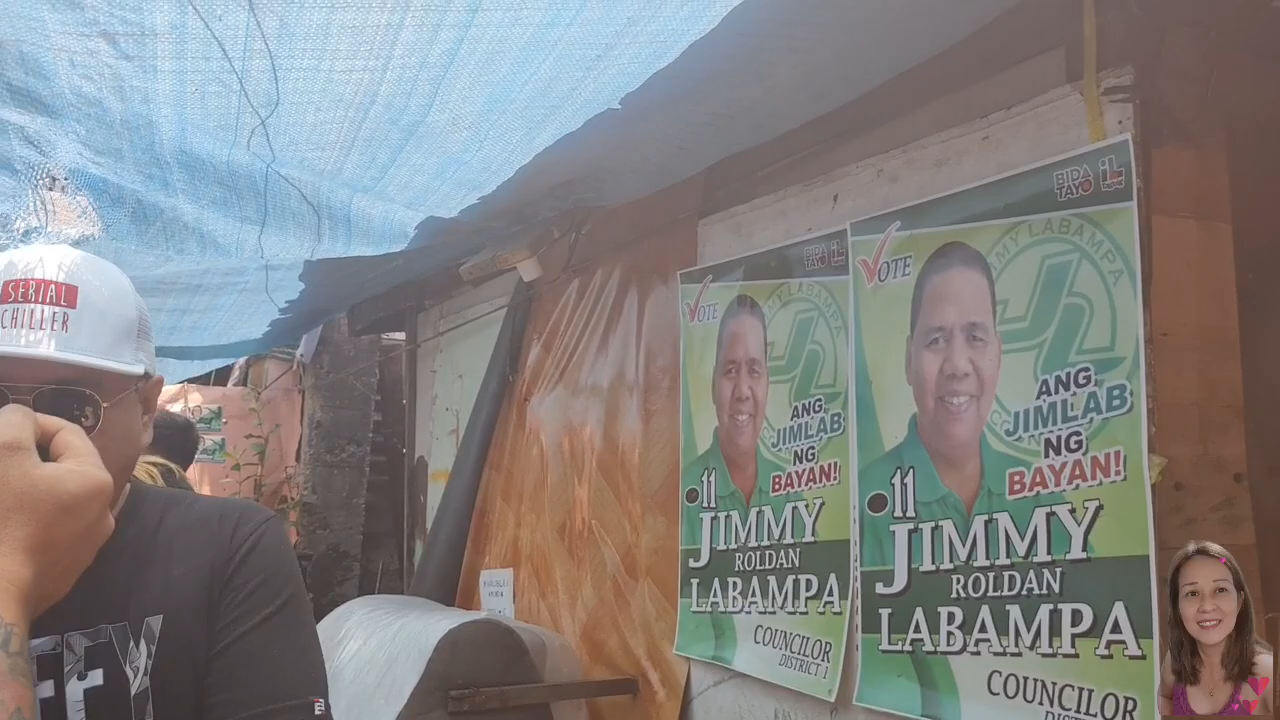 SERIAL
CHILLER
BIDA
TAYO
VOTE
ANG
JIMLAB
NG
BAYAN!
11
JIMMY
ROLDAN
LABAMPA
COUNCILOR
DISTRICT 1
BIDA
TAYO
VOTE
JIMMY LABAMPA
ANG
JIMLAB
NG
BAYAN!
11
JIMMY
ROLDAN
LABAMPA
COUNCILOR